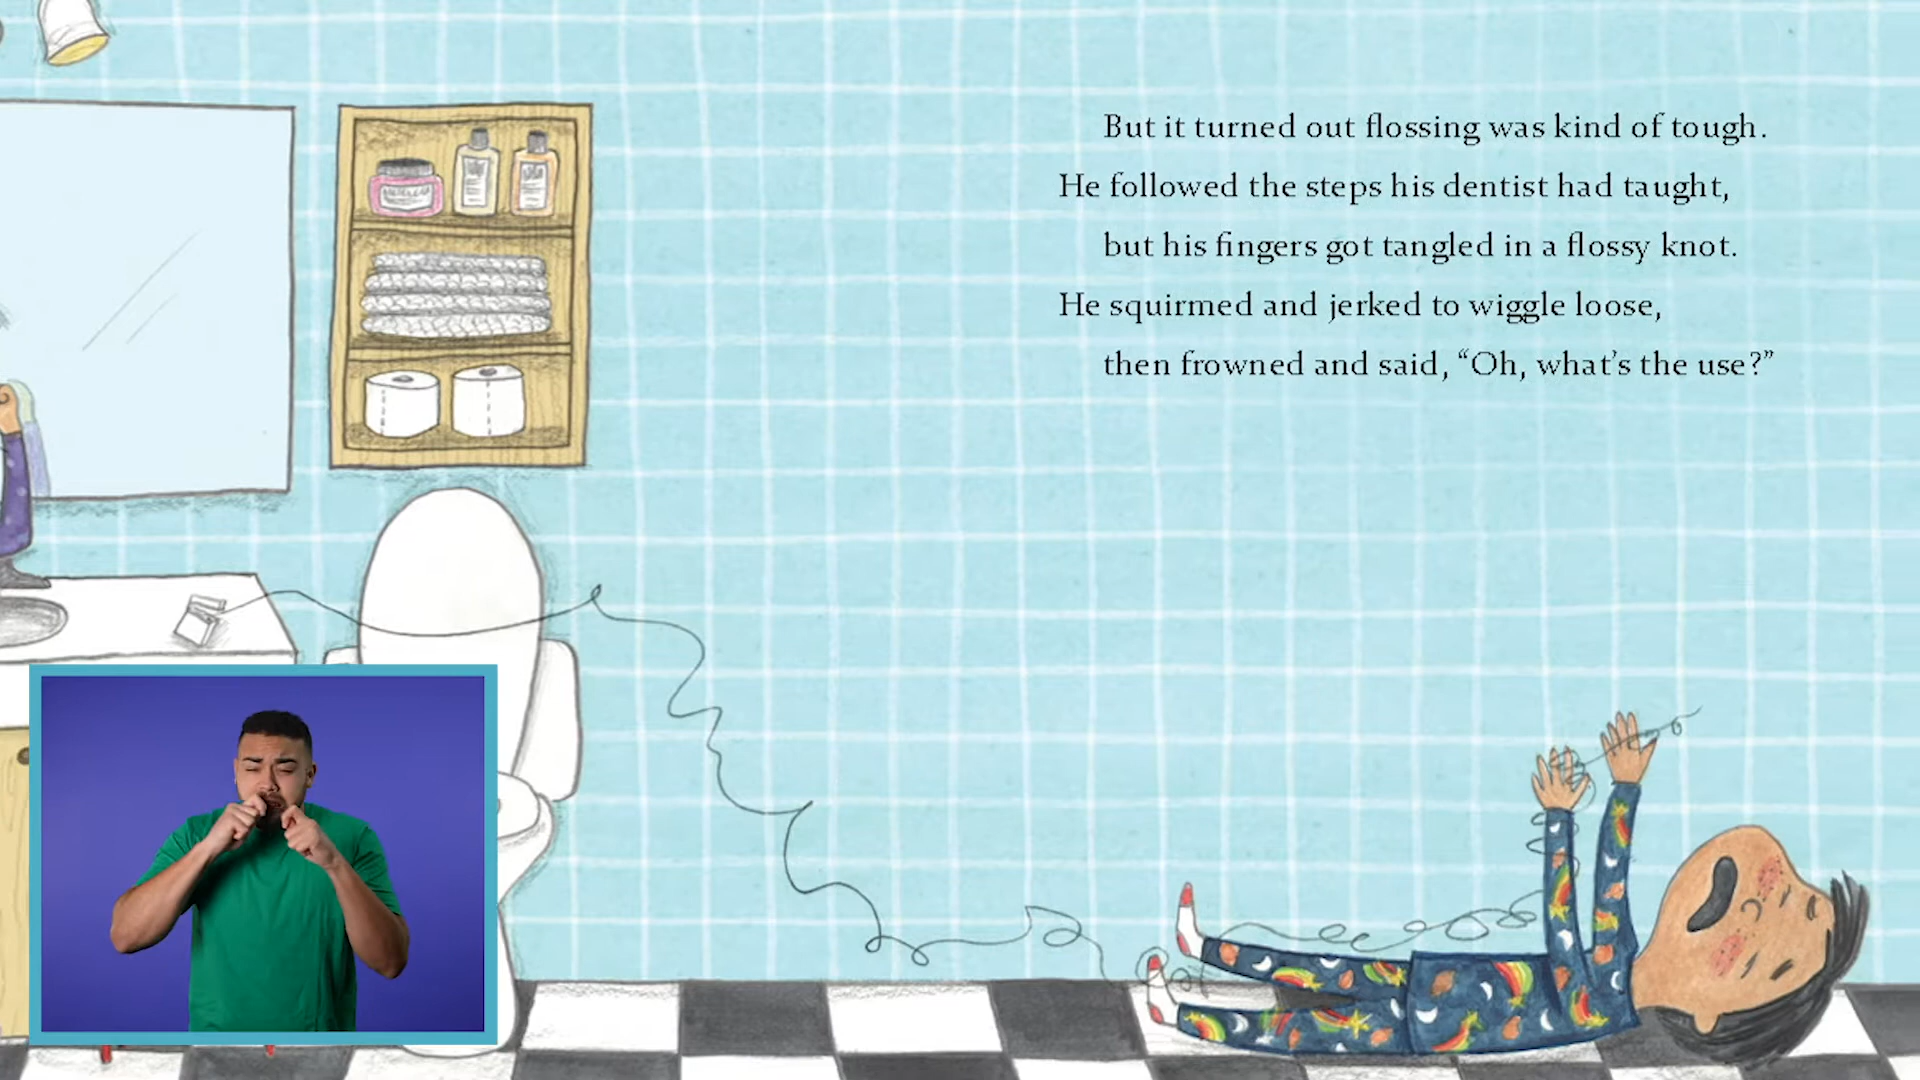 But it turned out flossing was kind of tough.
He followed the steps his dentist had taught,
but his fingers got tangled in a flossy knot.
He squirmed and jerked to wiggle loose,
then frowned and said, “Oh, what’s the use?”